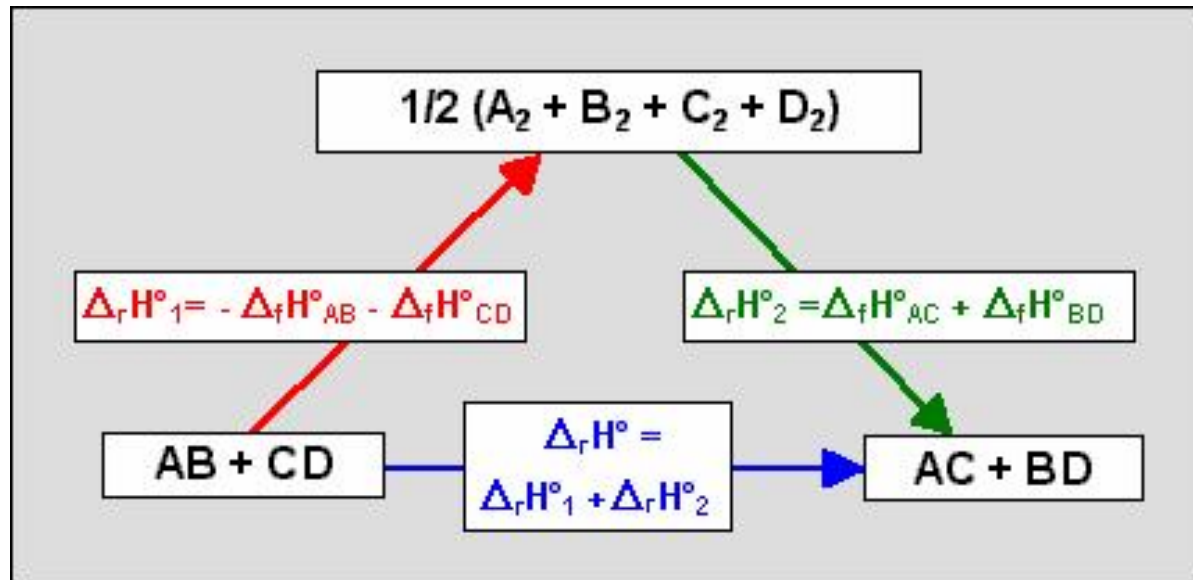 1/2 (A₂ + B₂ + C₂ + D₂)
ΔᵣH°₁= - ΔfH°AB - ΔfH°CD
ΔᵣH°₂ =ΔfH°AC + ΔfH°BD
AB + CD
ΔᵣH° =
ΔᵣH°₁ +ΔᵣH°₂
AC + BD